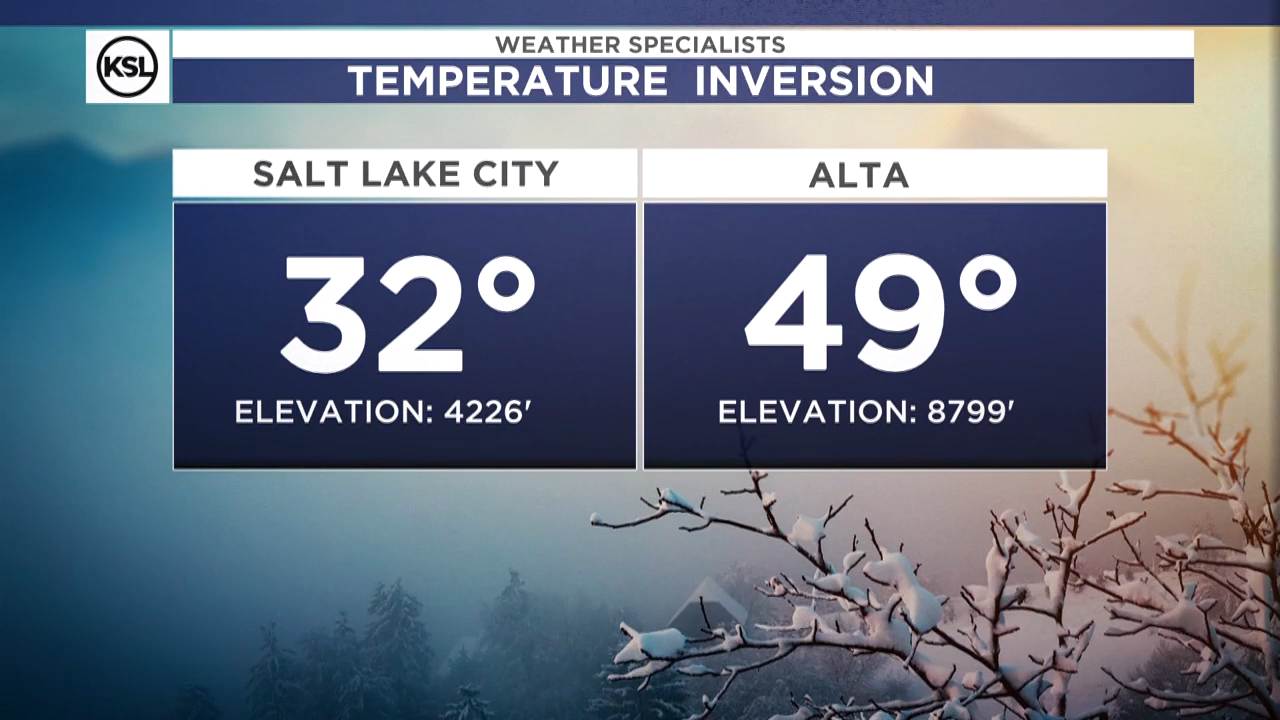 KSL
WEATHER SPECIALISTS
TEMPERATURE INVERSION
SALT LAKE CITY
32°
ELEVATION: 4226'
ALTA
49°
ELEVATION: 8799'